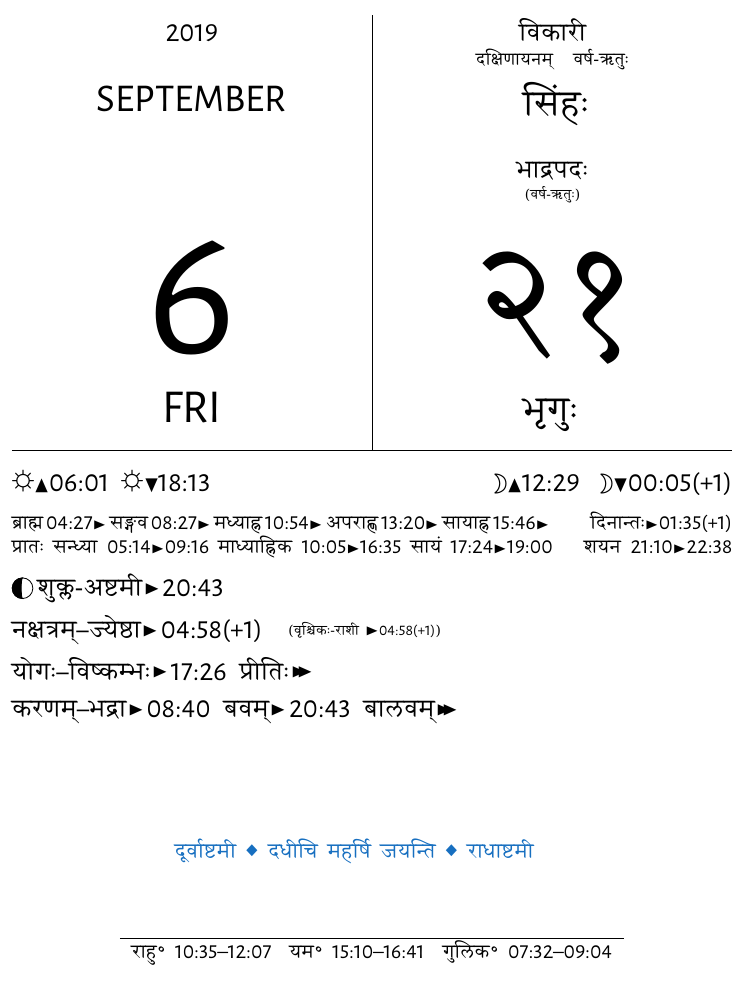 2019
SEPTEMBER
6
FRI
विकारी
दक्षिणायनम् वर्ष-ऋतुः
सिंहः
भाद्रपदः
(वर्ष-ऋतुः)
२१
भृगुः
☼▲06:01 ☼▼18:13 ☽▲12:29 ☽▼00:05(+1)
ब्राह्म 04:27► सङ्गव 08:27► मध्याह्न 10:54► अपराह्ण 13:20► सायाह्न 15:46► दिनान्तः►01:35(+1)
प्रातः सन्ध्या 05:14►09:16 माध्याह्निक 10:05►16:35 सायं 17:24►19:00 शयन 21:10►22:38
◐ शुक्ल-अष्टमी►20:43
नक्षत्रम्–ज्येष्ठा►04:58(+1) (वृश्चिकः-राशी ►04:58(+1))
योगः–विष्कम्भः►17:26 प्रीतिः►►
करणम्–भद्रा►08:40 बवम्►20:43 बालवम्►►
दूर्वाष्टमी ◆ दधीचि महर्षि जयन्ति ◆ राधाष्टमी
राहु° 10:35–12:07 यम° 15:10–16:41 गुलिक° 07:32–09:04